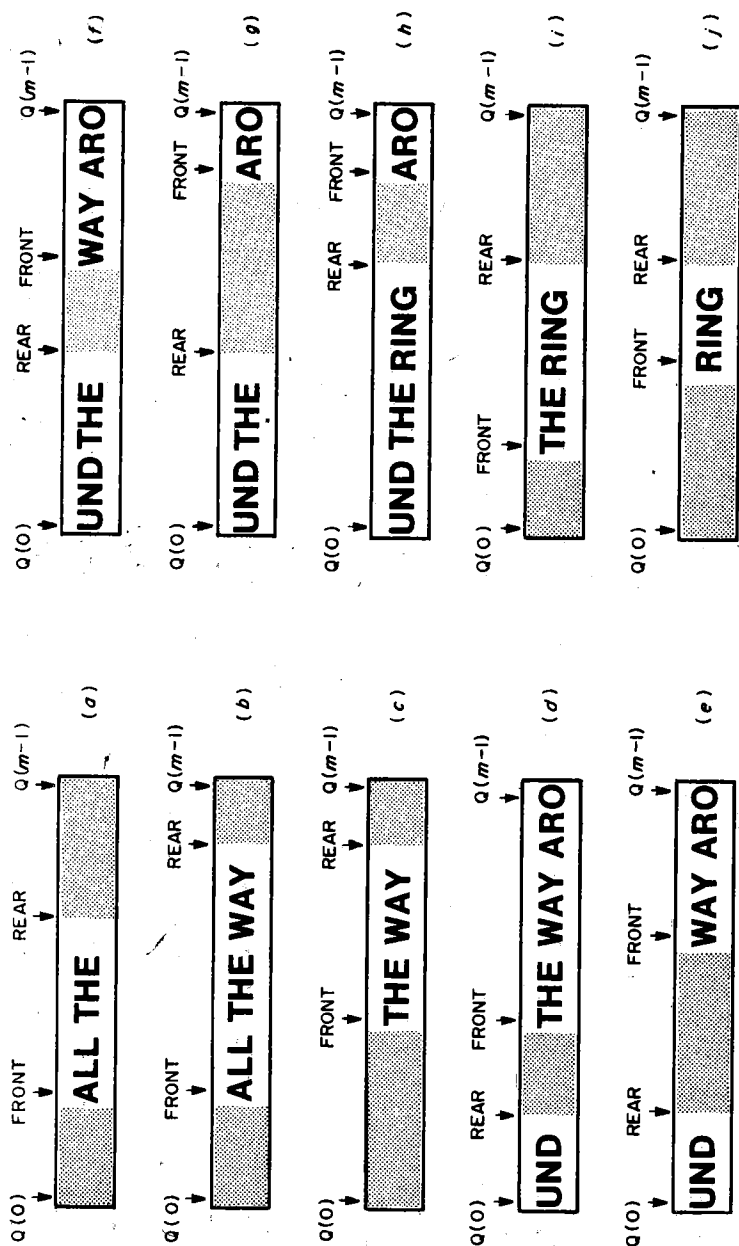 Q(0) FRONT REAR Q(m-1)
ALL THE
(a)
Q(0) FRONT REAR Q(m-1)
ALL THE WAY
(b)
Q(0) FRONT REAR Q(m-1)
THE WAY
(c)
Q(0) REAR FRONT Q(m-1)
UND THE WAY ARO
(d)
Q(0) REAR FRONT Q(m-1)
UND WAY ARO
(e)
Q(0) REAR FRONT Q(m-1)
UND THE WAY ARO
(f)
Q(0) REAR FRONT Q(m-1)
UND THE ARO
(g)
Q(0) REAR FRONT Q(m-1)
UND THE RING ARO
(h)
Q(0) FRONT REAR Q(m-1)
THE RING
(i)
Q(0) FRONT REAR Q(m-1)
RING
(j)